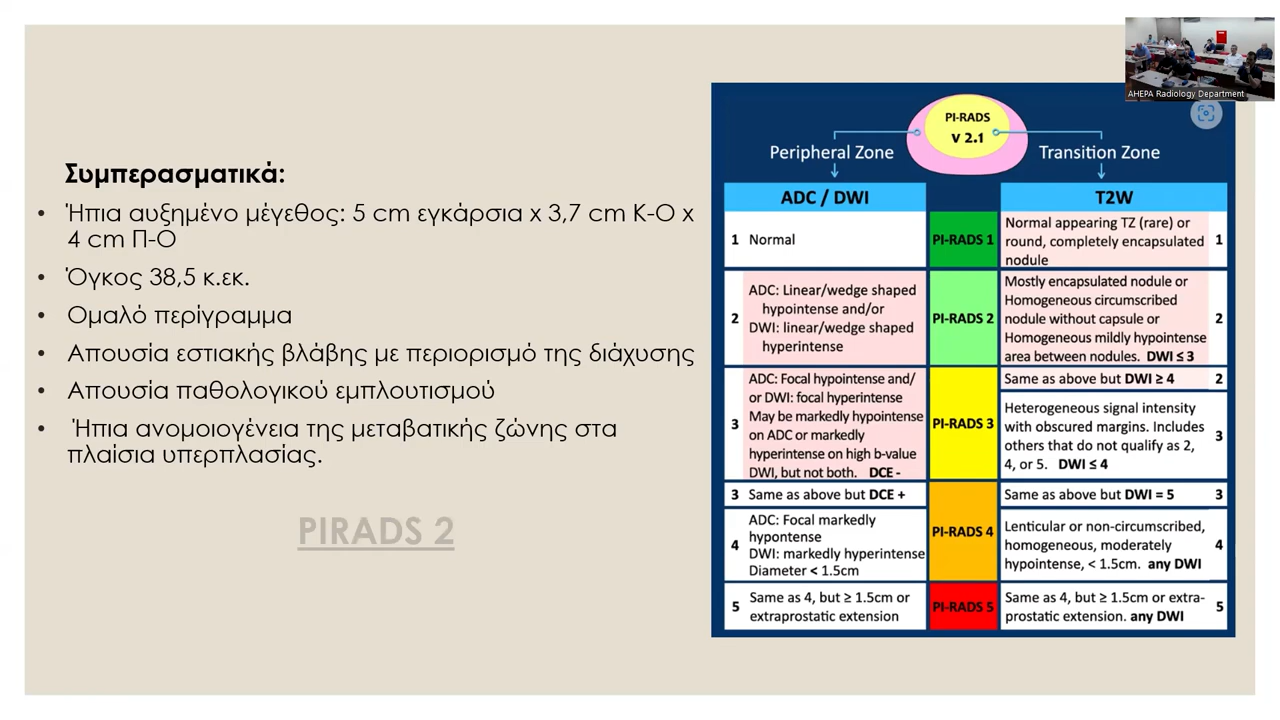 AHEPA Radiology Department
Συμπερασματικά:
• Ήπια αυξημένο μέγεθος: 5 cm εγκάρσια x 3,7 cm Κ-Ο x
4 cm Π-Ο
• Όγκος 38,5 κ.εκ.
• Ομαλό περίγραμμα
• Απουσία εστιακής βλάβης με περιορισμό της διάχυσης
• Απουσία παθολογικού εμπλουτισμού
• Ήπια ανομοιογένεια της μεταβατικής ζώνης στα
πλαίσια υπερπλασίας.
PIRADS 2
PI-RADS
v 2.1
Peripheral Zone
Transition Zone
ADC / DWI
T2W
1 Normal
PI-RADS 1
Normal appearing TZ (rare) or
round, completely encapsulated
nodule
1
2
ADC: Linear/wedge shaped
hypointense and/or
DWI: linear/wedge shaped
hyperintense
PI-RADS 2
Mostly encapsulated nodule or
Homogeneous circumscribed
nodule without capsule or
Homogeneous mildly hypointense
area between nodules. DWI ≤ 3
2
3
ADC: Focal hypointense and/
or DWI: focal hyperintense
May be markedly hypointense
on ADC or markedly
hyperintense on high b-value
DWI, but not both. DCE -
PI-RADS 3
Same as above but DWI ≥ 4
2
Heterogeneous signal intensity
with obscured margins. Includes
others that do not qualify as 2,
4, or 5. DWI ≤ 4
3
3 Same as above but DCE +
PI-RADS 4
Same as above but DWI = 5
3
4
ADC: Focal markedly
hypontense
DWI: markedly hyperintense
Diameter < 1.5cm
Lenticular or non-circumscribed,
homogeneous, moderately
hypointense, < 1.5cm. any DWI
4
5
Same as 4, but ≥ 1.5cm or
extraprostatic extension
PI-RADS 5
Same as 4, but ≥ 1.5cm or extra-
prostatic extension. any DWI
5